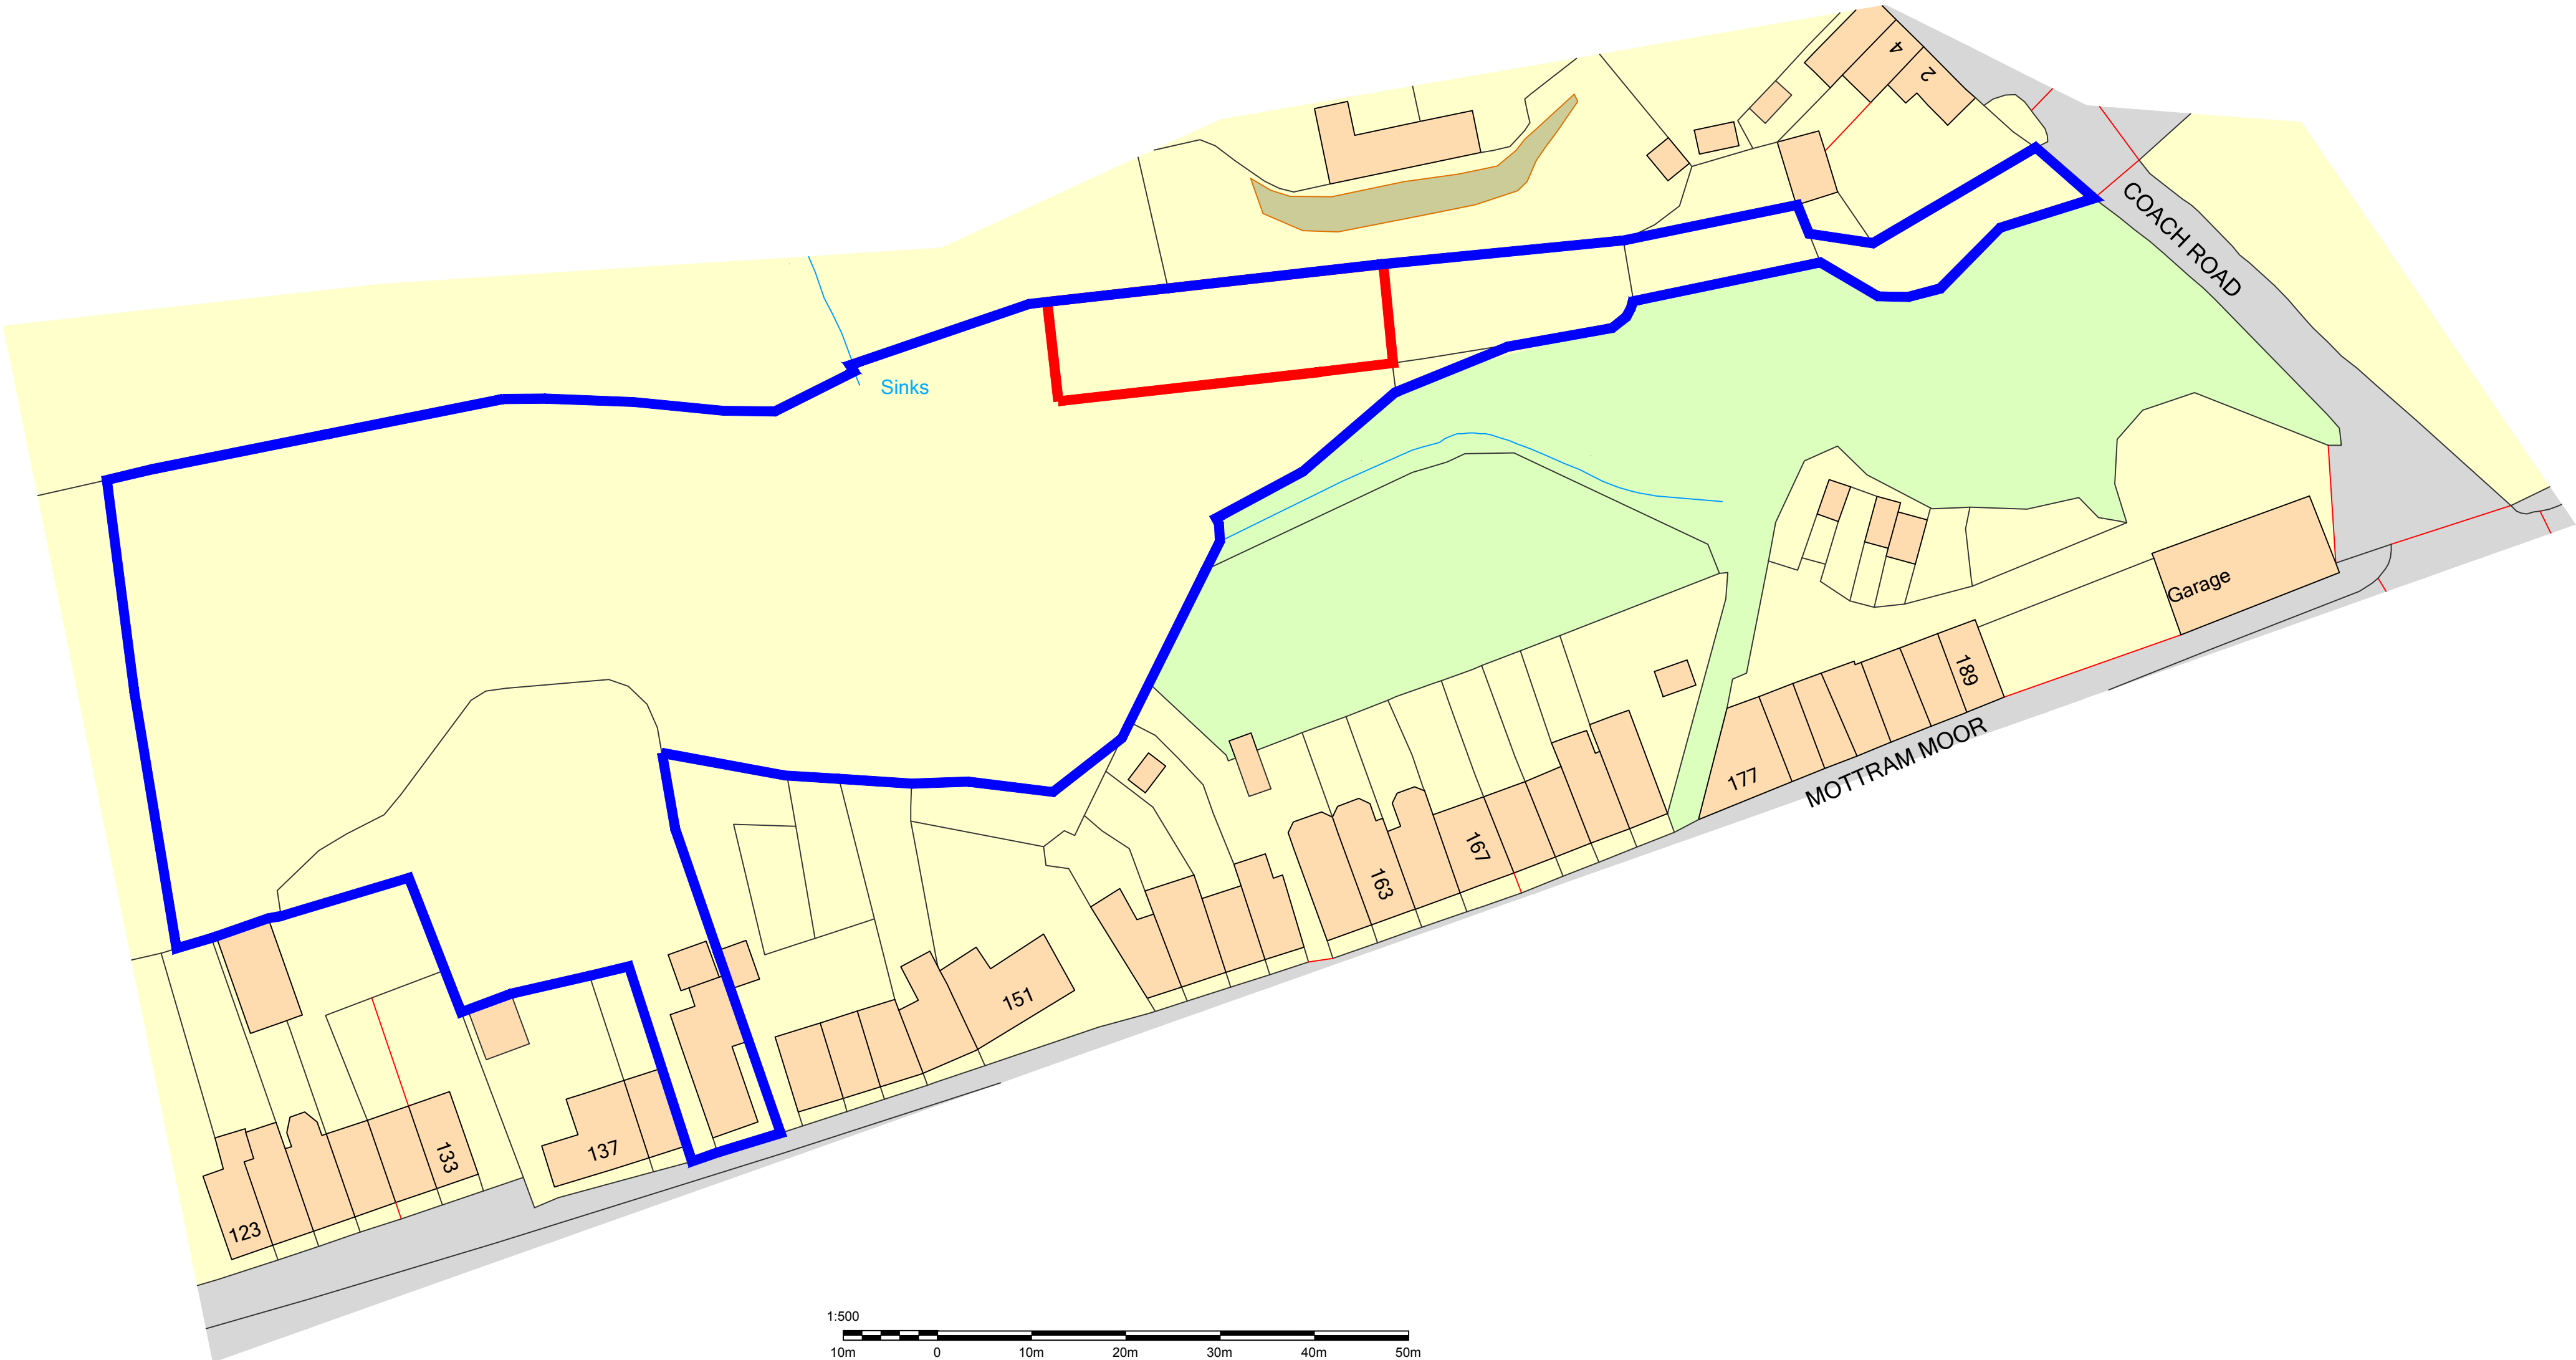 4
2
COACH ROAD
Sinks
Garage
189
177
MOTTRAM MOOR
167
163
151
137
133
123
1:500
10m 0 10m 20m 30m 40m 50m